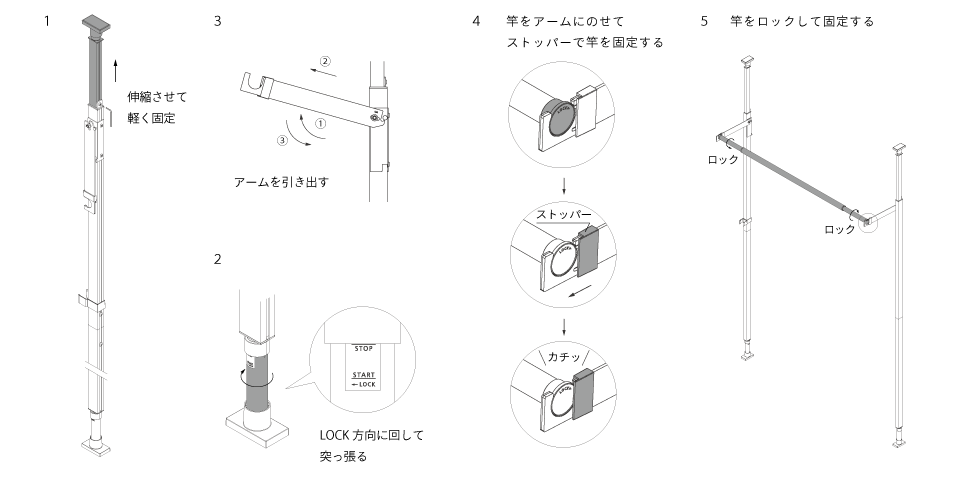 1
伸縮させて
軽く固定
3
②
①
③
アームを引き出す
2
STOP
START
←LOCK
LOCK 方向に回して
突っ張る
4
竿をアームにのせて
ストッパーで竿を固定する
ストッパー
カチッ
5
竿をロックして固定する
ロック
ロック